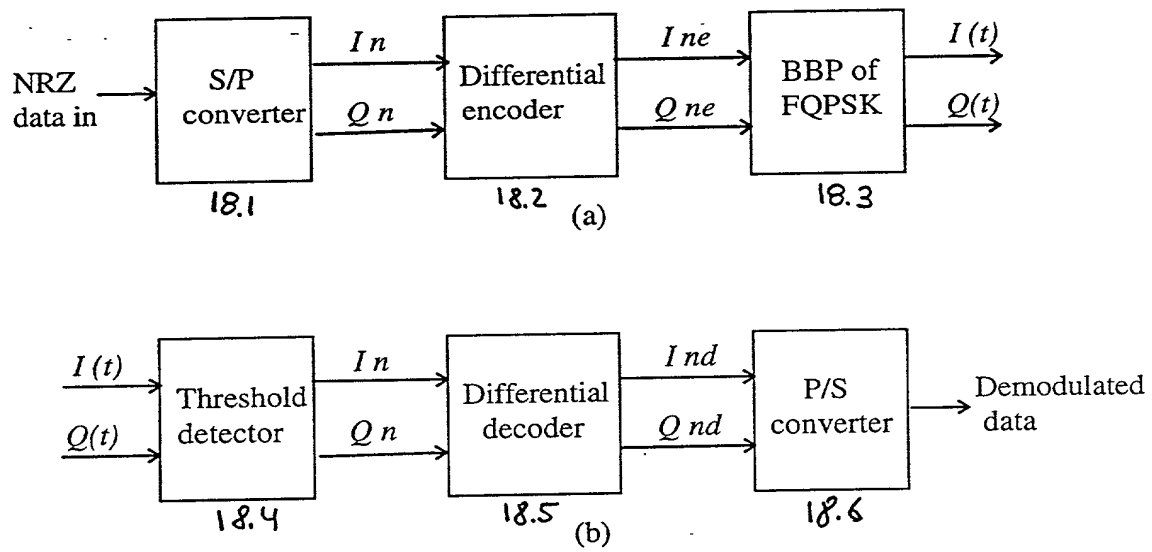 NRZ
data in
S/P
converter
I n
Q n
Differential
encoder
I ne
Q ne
BBP of
FQPSK
I (t)
Q(t)
18.1
18.2
18.3
(a)
I (t)
Q(t)
Threshold
detector
I n
Q n
Differential
decoder
I nd
Q nd
P/S
converter
Demodulated
data
18.4
18.5
18.6
(b)